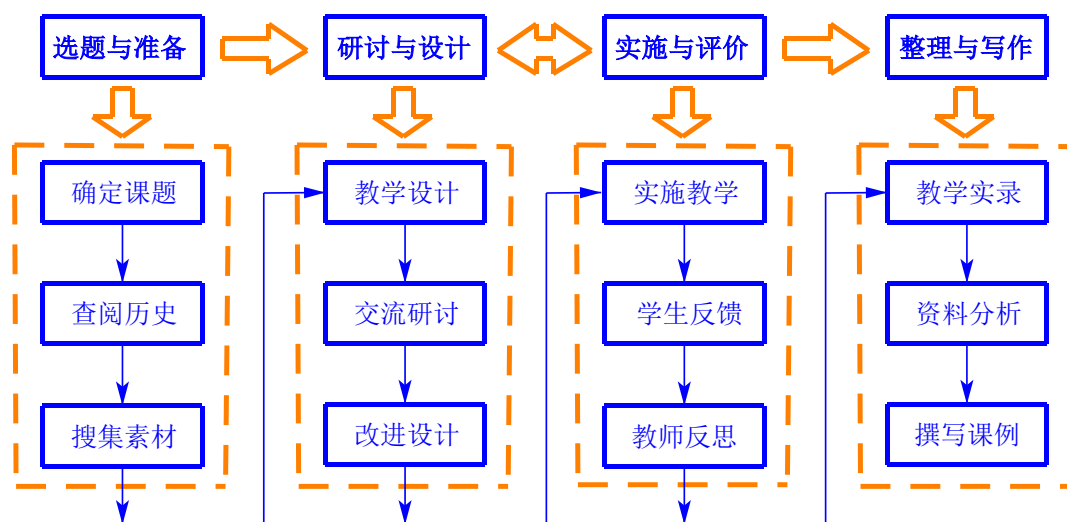 选题与准备
研讨与设计
实施与评价
整理与写作
确定课题
教学设计
实施教学
教学实录
查阅历史
交流研讨
学生反馈
资料分析
搜集素材
改进设计
教师反思
撰写课例